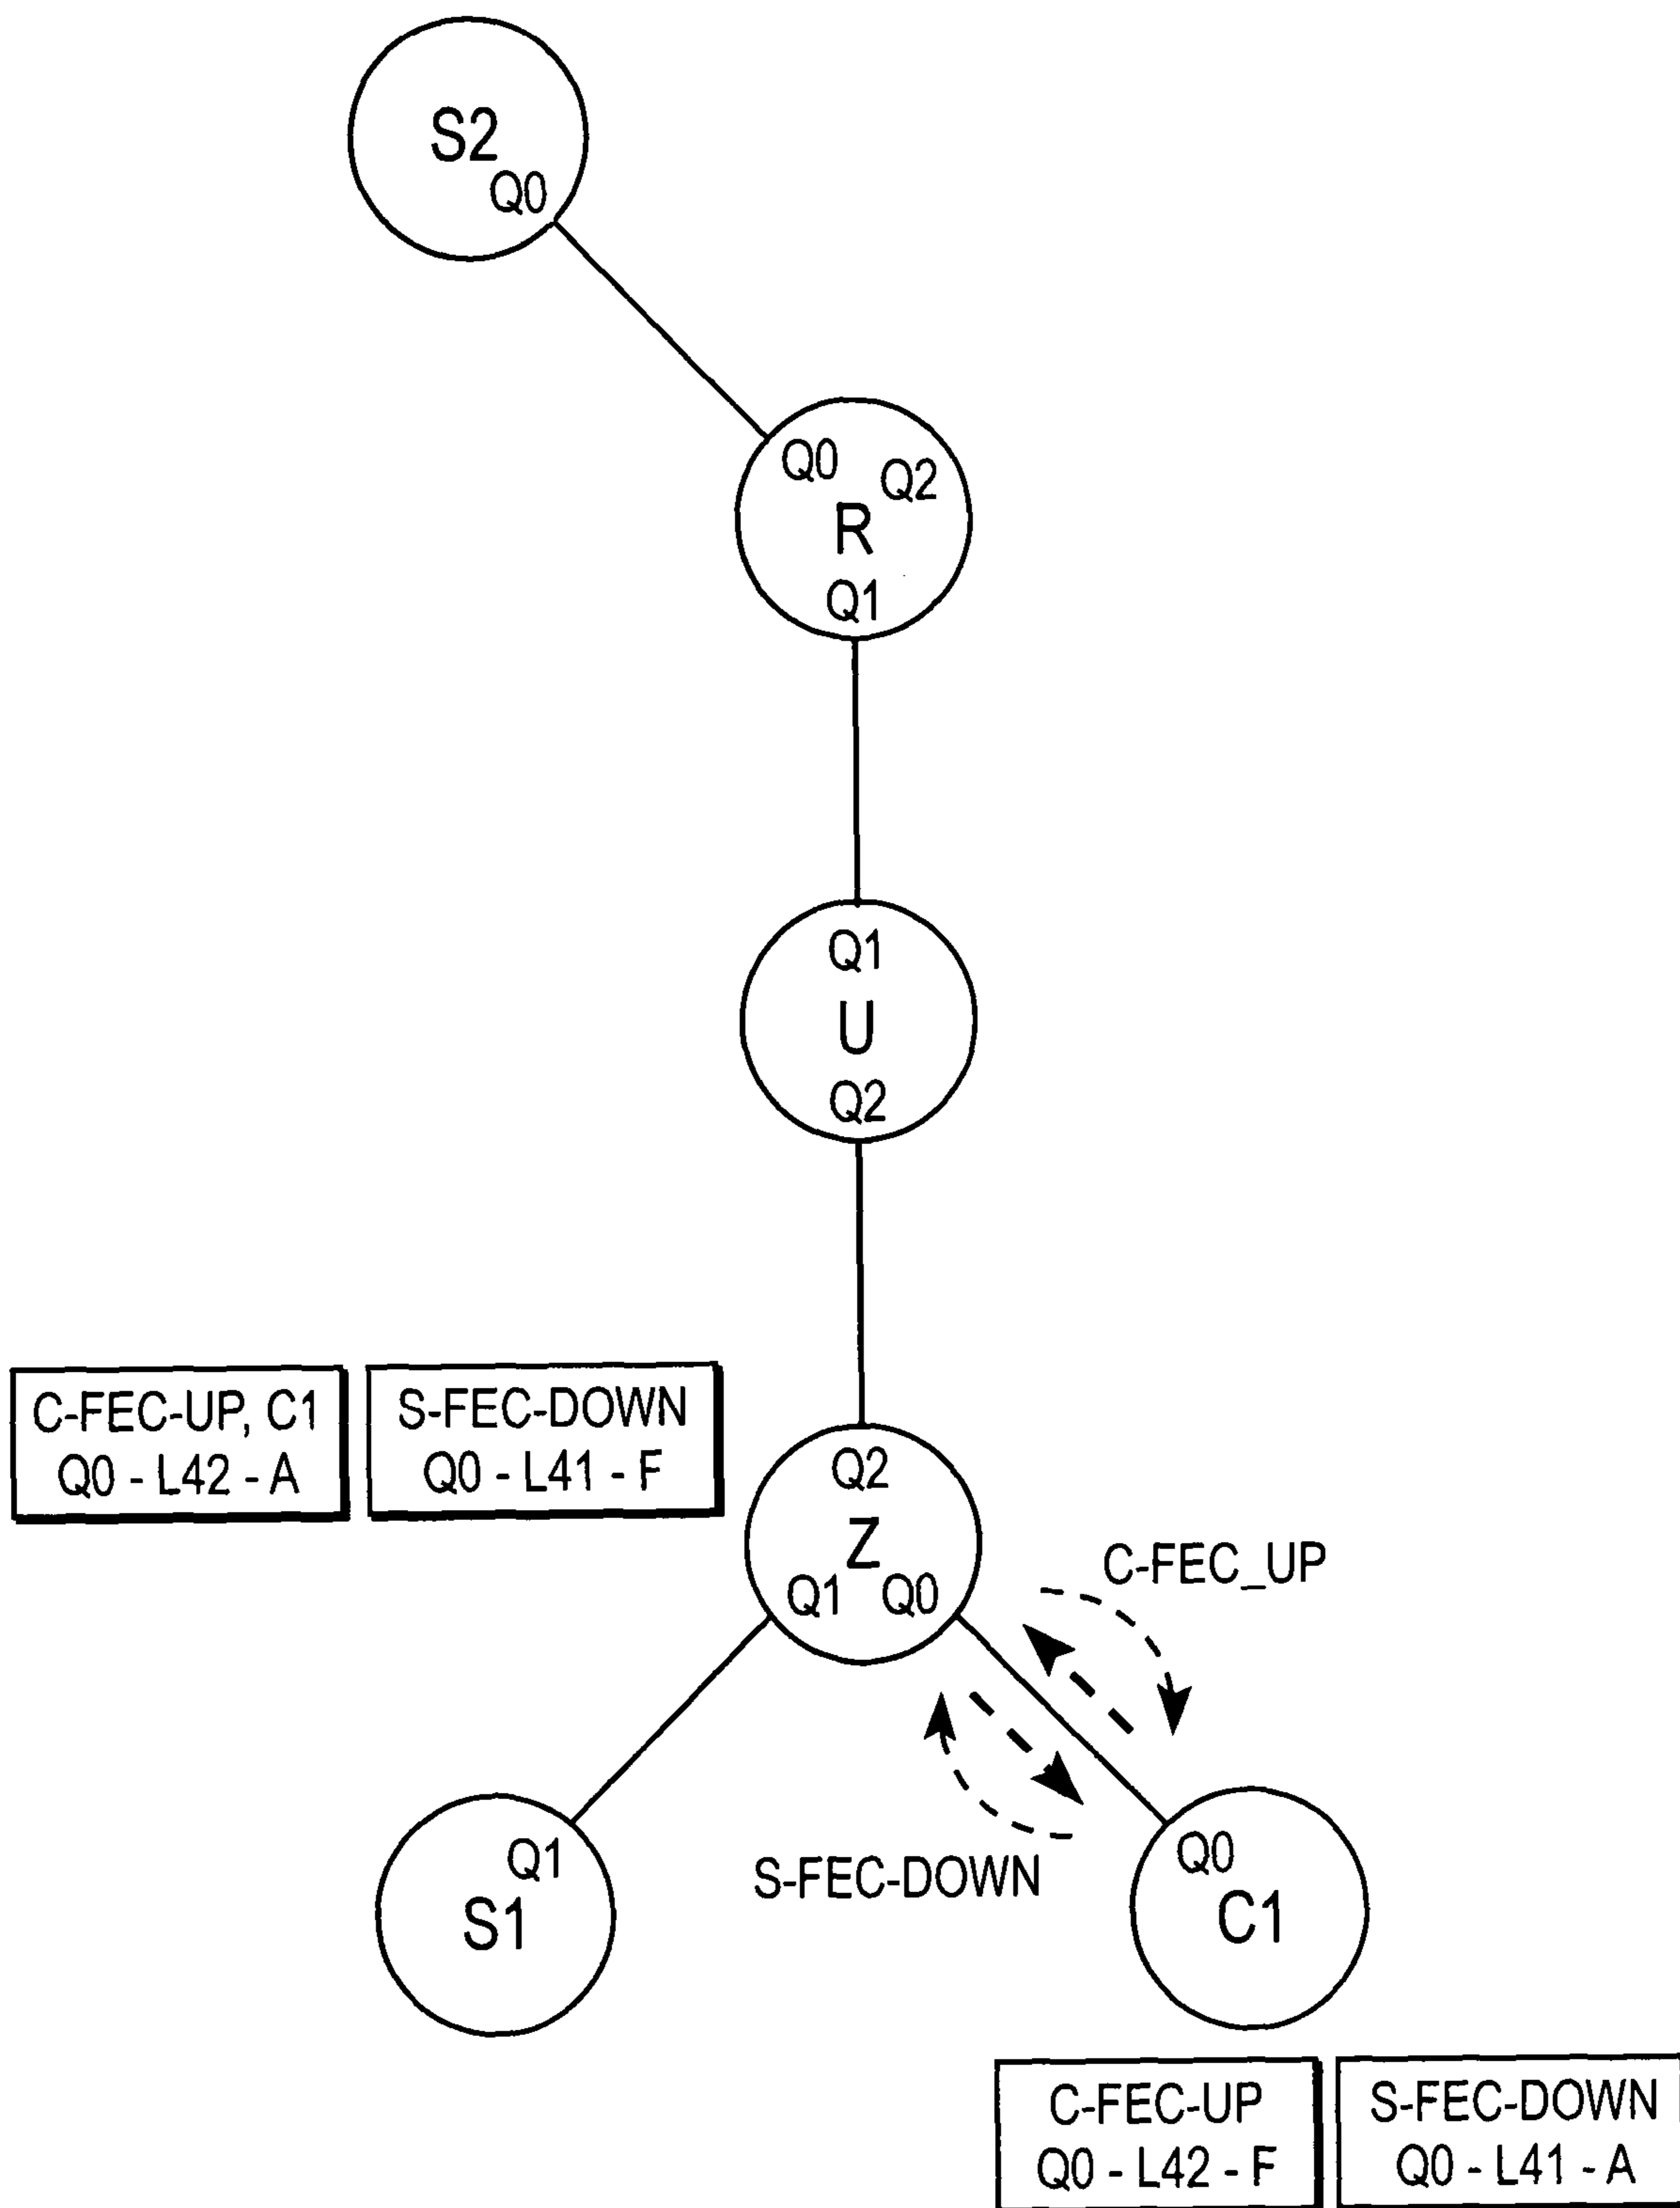 S2
Q0
Q0 Q2
R
Q1
Q1
U
Q2
C-FEC-UP, C1
Q0 - L42 - A
S-FEC-DOWN
Q0 - L41 - F
Q2
Z
Q1 Q0
C-FEC_UP
S-FEC-DOWN
Q1
S1
Q0
C1
C-FEC-UP
Q0 - L42 - F
S-FEC-DOWN
Q0 - L41 - A